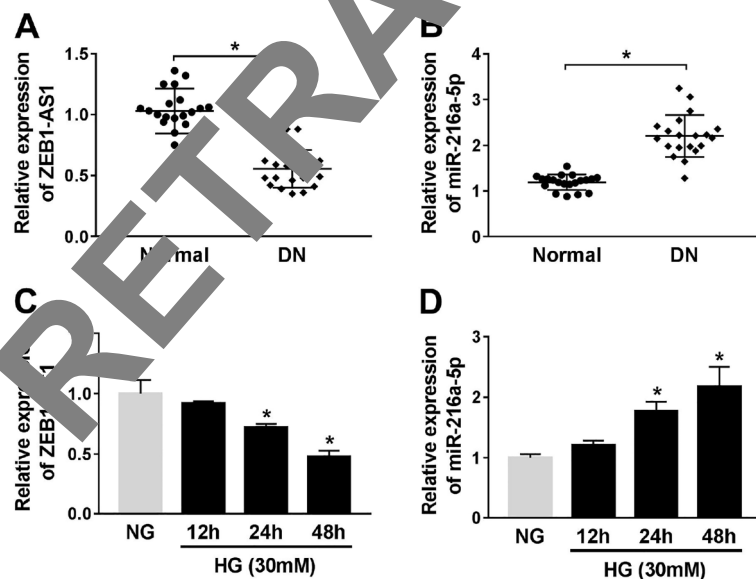 A
Relative expression
of ZEB1-AS1
1.5
1.0
0.5
0.0
*
Normal
DN
B
Relative expression
of miR-216a-5p
4
3
2
1
0
*
Normal
DN
C
Relative
of ZEB1
1.0
0.5
0.0
*
*
NG
12h
24h
48h
HG (30mM)
D
Relative expression
of miR-216a-5p
3
2
1
0
*
*
NG
12h
24h
48h
HG (30mM)
RETRA